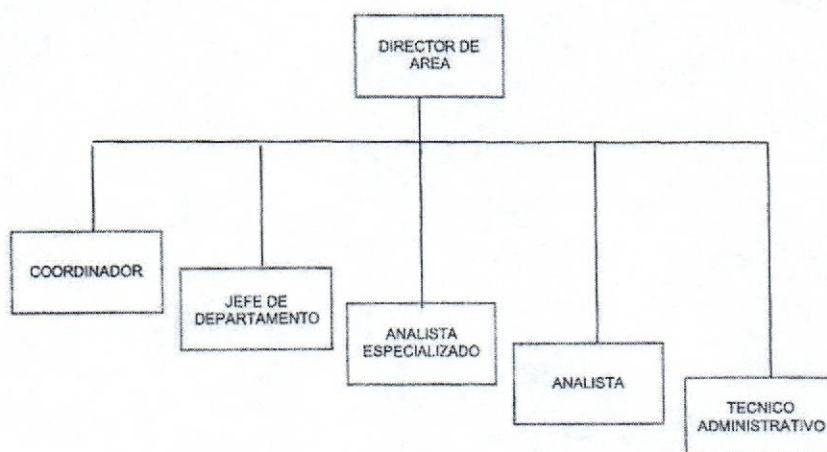 DIRECTOR DE
AREA
COORDINADOR
JEFE DE
DEPARTAMENTO
ANALISTA
ESPECIALIZADO
ANALISTA
TECNICO
ADMINISTRATIVO